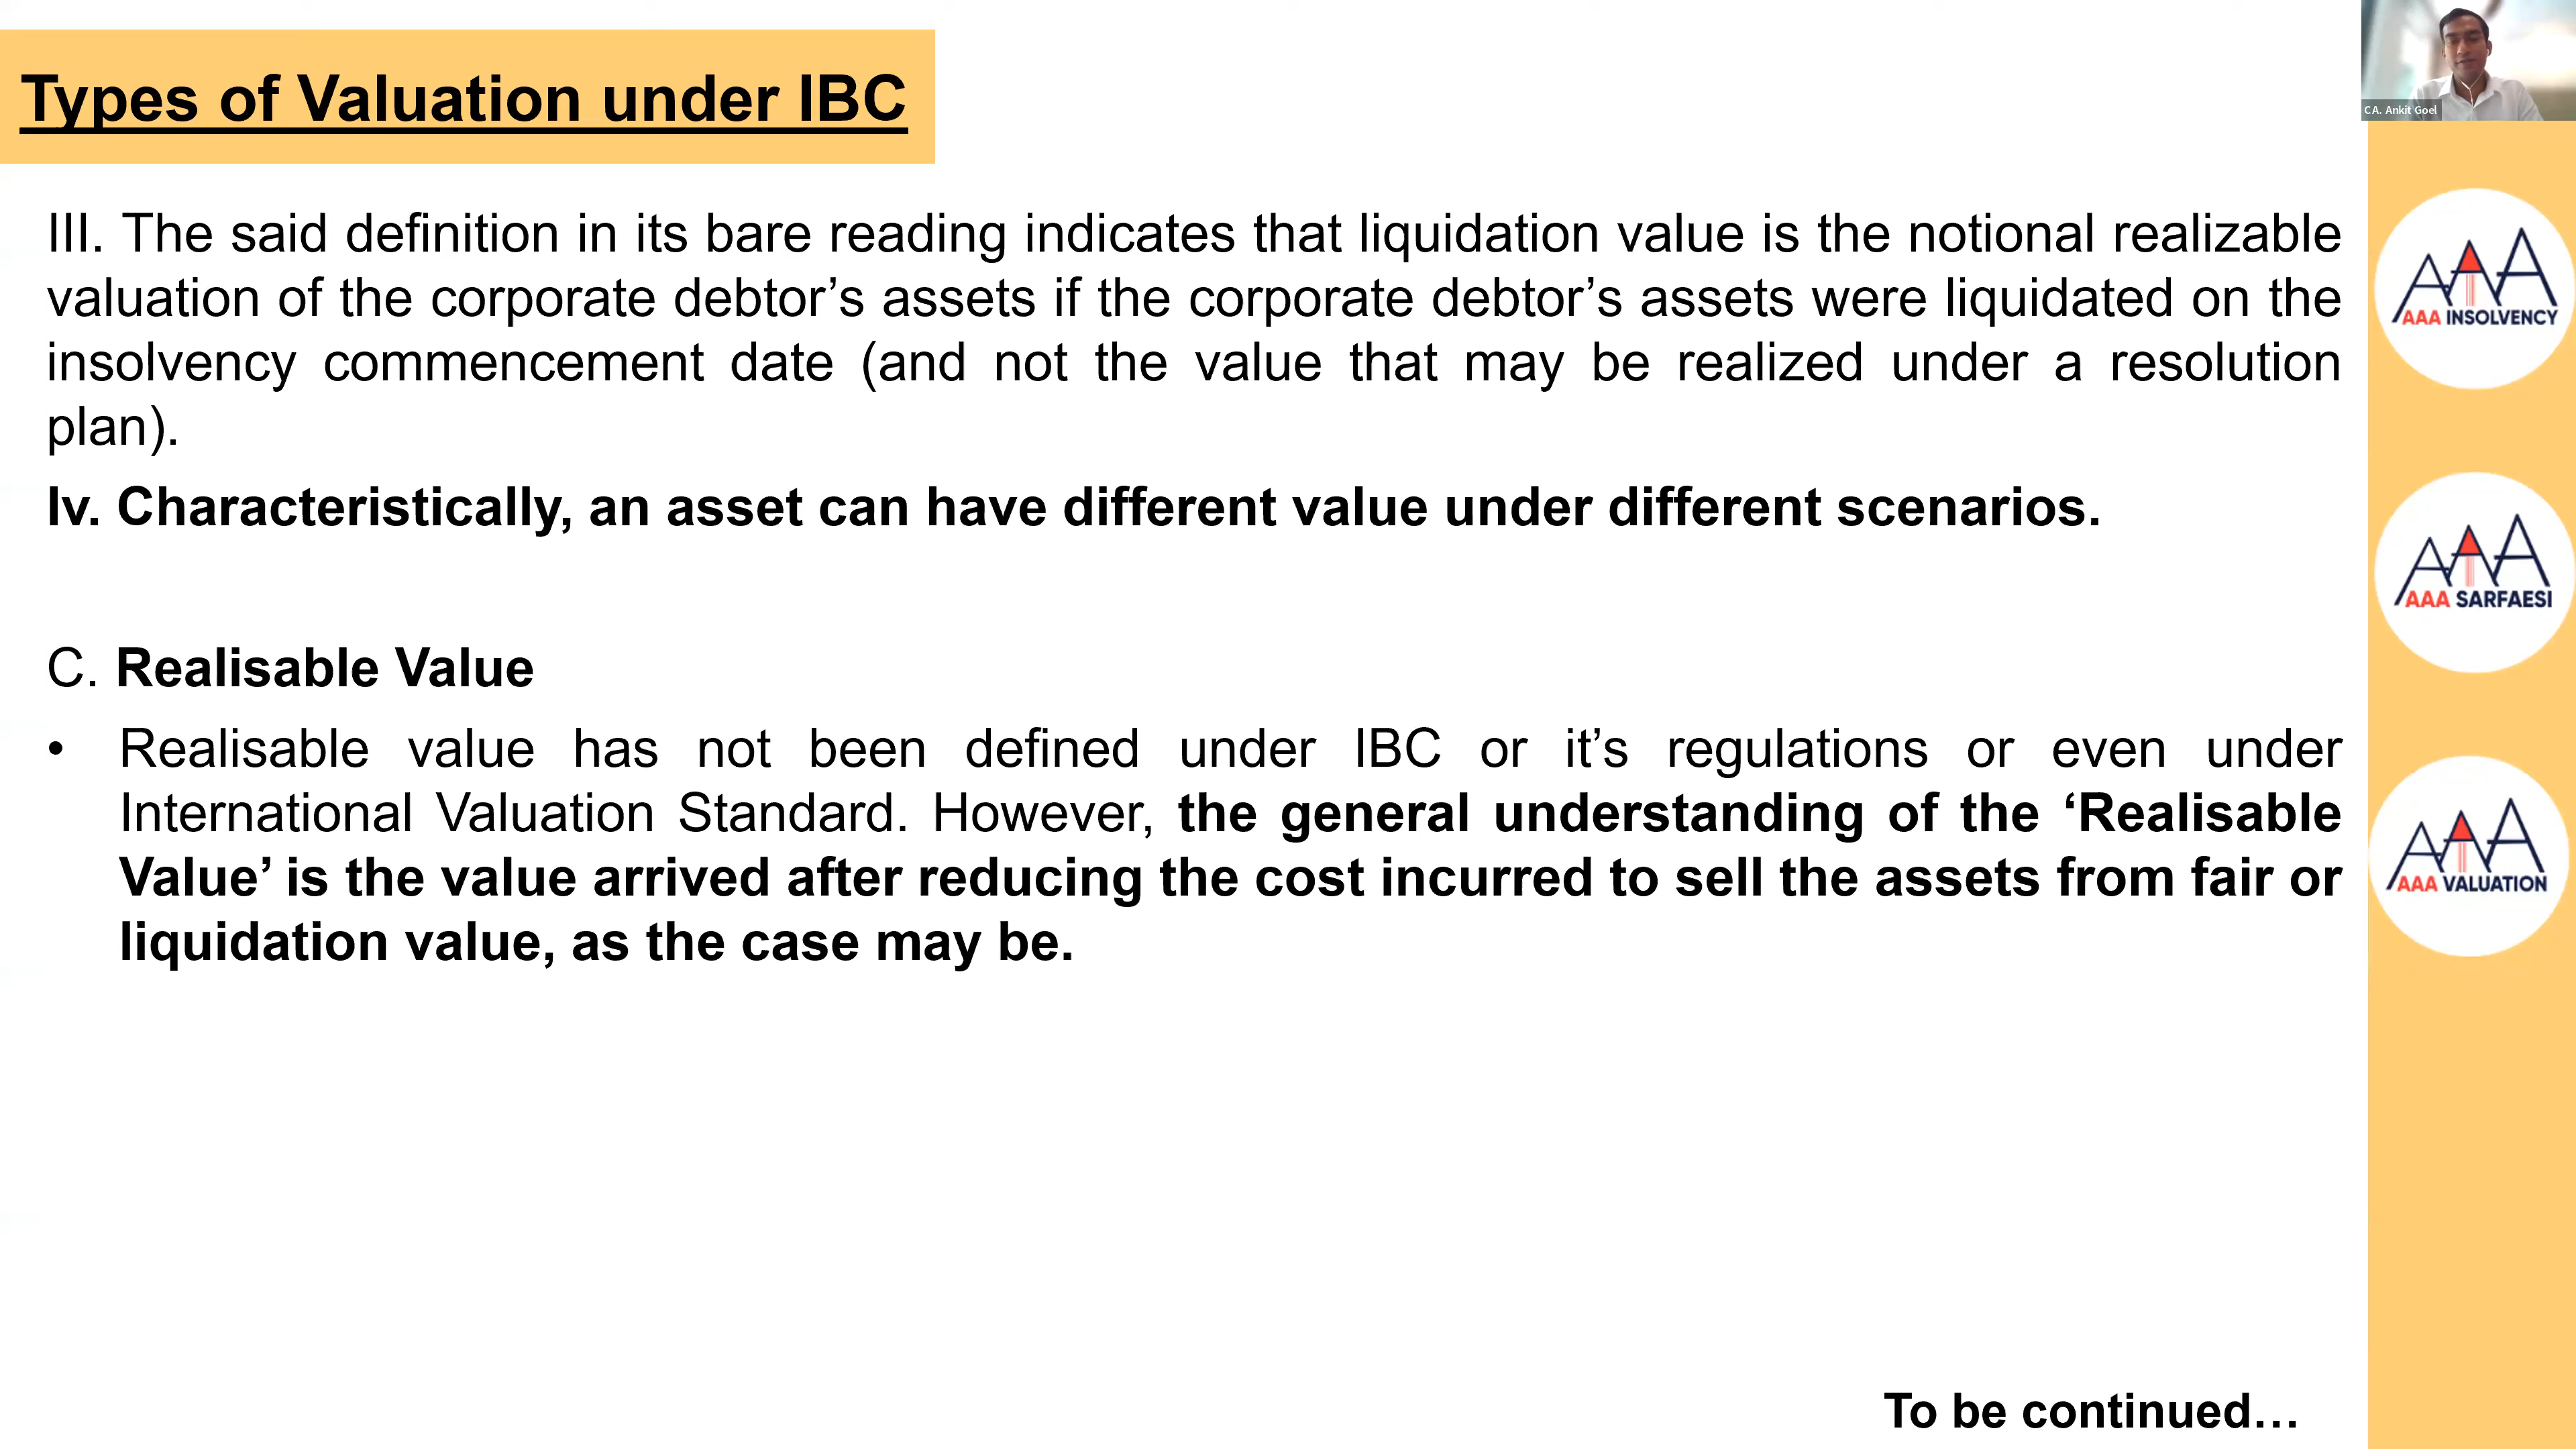 Types of Valuation under IBC
CA. Ankit Goel
III. The said definition in its bare reading indicates that liquidation value is the notional realizable
valuation of the corporate debtor’s assets if the corporate debtor’s assets were liquidated on the
insolvency commencement date (and not the value that may be realized under a resolution
plan).
Iv. Characteristically, an asset can have different value under different scenarios.
C. Realisable Value
• Realisable value has not been defined under IBC or it’s regulations or even under
International Valuation Standard. However, the general understanding of the ‘Realisable
Value’ is the value arrived after reducing the cost incurred to sell the assets from fair or
liquidation value, as the case may be.
To be continued…
AAA
AAA INSOLVENCY
AAA
AAA SARFAESI
AAA
AAA VALUATION